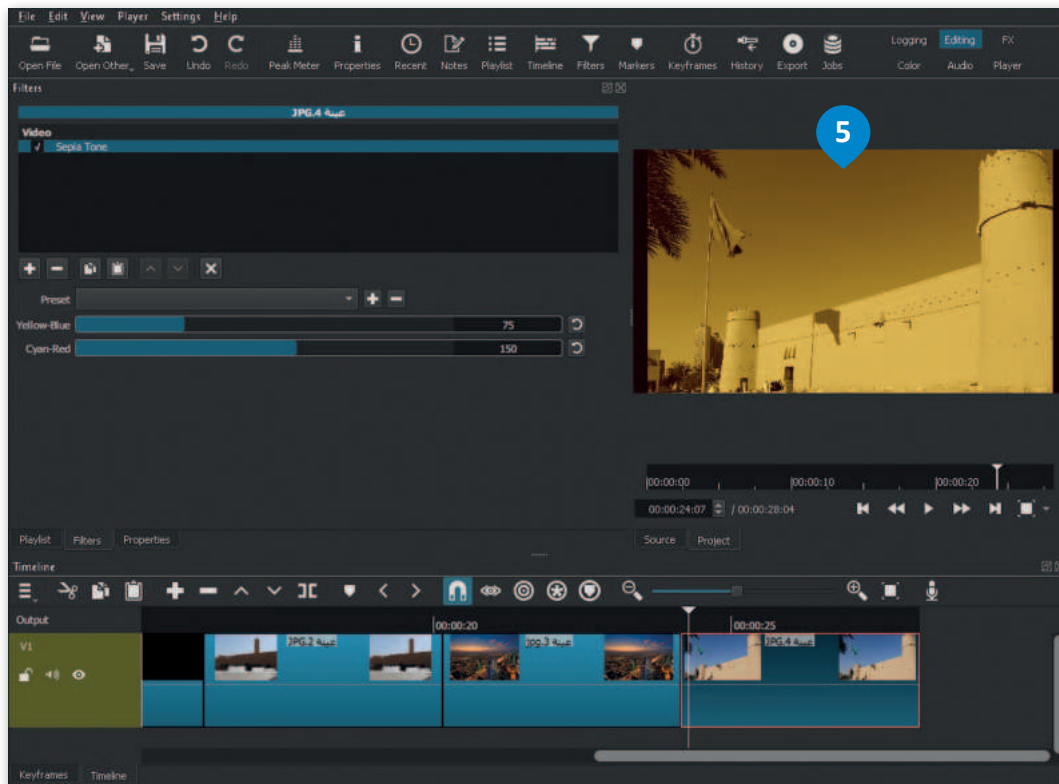 File Edit View Player Settings Help
Open File Open Other... Save Undo Redo Peak Meter Properties Recent Notes Playlist Timeline Filters Markers Keyframes History Export Jobs
Logging Editing FX
Color Audio Player
Filters
عينة 4.JPG
Video
✓ Sepia Tone
5
Preset
Yellow-Blue 75
Cyan-Red 150
00:00:00 00:00:10 00:00:20
00:00:24:07 / 00:00:28:04
Playlist Filters Properties
Source Project
Timeline
Output
00:00:20 00:00:25
V1
عينة 2.JPG عينة 3.jpg عينة 4.JPG
Keyframes Timeline